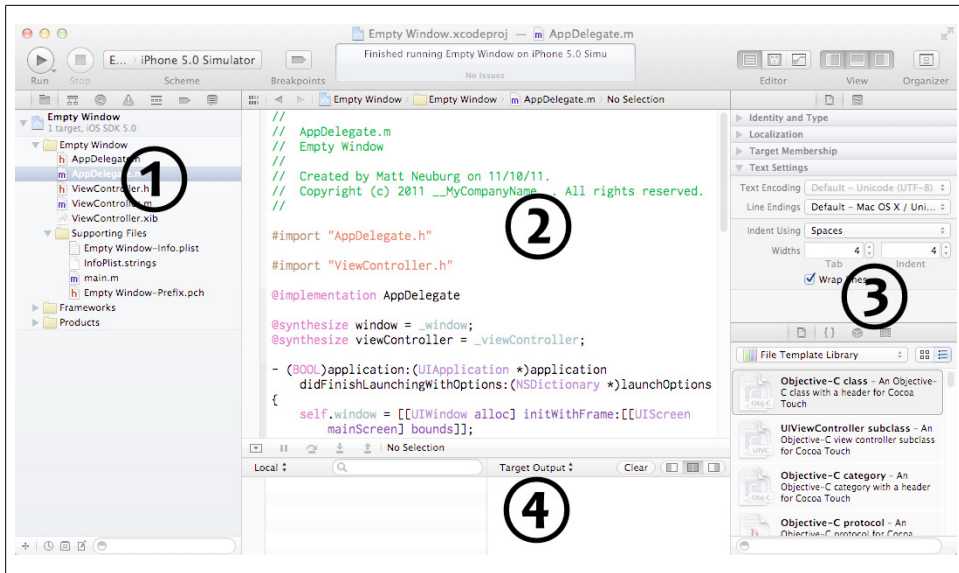 Empty Window.xcodeproj — m AppDelegate.m
E... iPhone 5.0 Simulator
Finished running Empty Window on iPhone 5.0 Simu
No Issues
Run Stop Scheme Breakpoints Editor View Organizer
Empty Window
1 target, iOS SDK 5.0
Empty Window
h AppDelegate.h
m AppDelegate.m
h ViewController.h
m ViewController.m
ViewController.xib
Supporting Files
Empty Window-Info.plist
InfoPlist.strings
m main.m
h Empty Window-Prefix.pch
Frameworks
Products
1
Empty Window Empty Window m AppDelegate.m No Selection
//
// AppDelegate.m
// Empty Window
//
// Created by Matt Neuburg on 11/10/11.
// Copyright (c) 2011 __MyCompanyName__. All rights reserved.
//
#import "AppDelegate.h"
#import "ViewController.h"
@implementation AppDelegate
@synthesize window = _window;
@synthesize viewController = _viewController;
- (BOOL)application:(UIApplication *)application
didFinishLaunchingWithOptions:(NSDictionary *)launchOptions
{
self.window = [[UIWindow alloc] initWithFrame:[[UIScreen
mainScreen] bounds]];
2
No Selection
Local
Target Output
Clear
4
Identity and Type
Localization
Target Membership
Text Settings
Text Encoding Default - Unicode (UTF-8)
Line Endings Default - Mac OS X / Uni...
Indent Using Spaces
Widths 4 4
Tab Indent
Wrap lines
3
{}
File Template Library
Objective-C class - An Objective-
C class with a header for Cocoa
Touch
Obj-C
UIViewController subclass - An
Objective-C view controller subclass
for Cocoa Touch
UIVC
Objective-C category - An
Objective-C category with a header
for Cocoa Touch
Obj-C
Objective-C protocol - An
Objective-C protocol for Cocoa
h